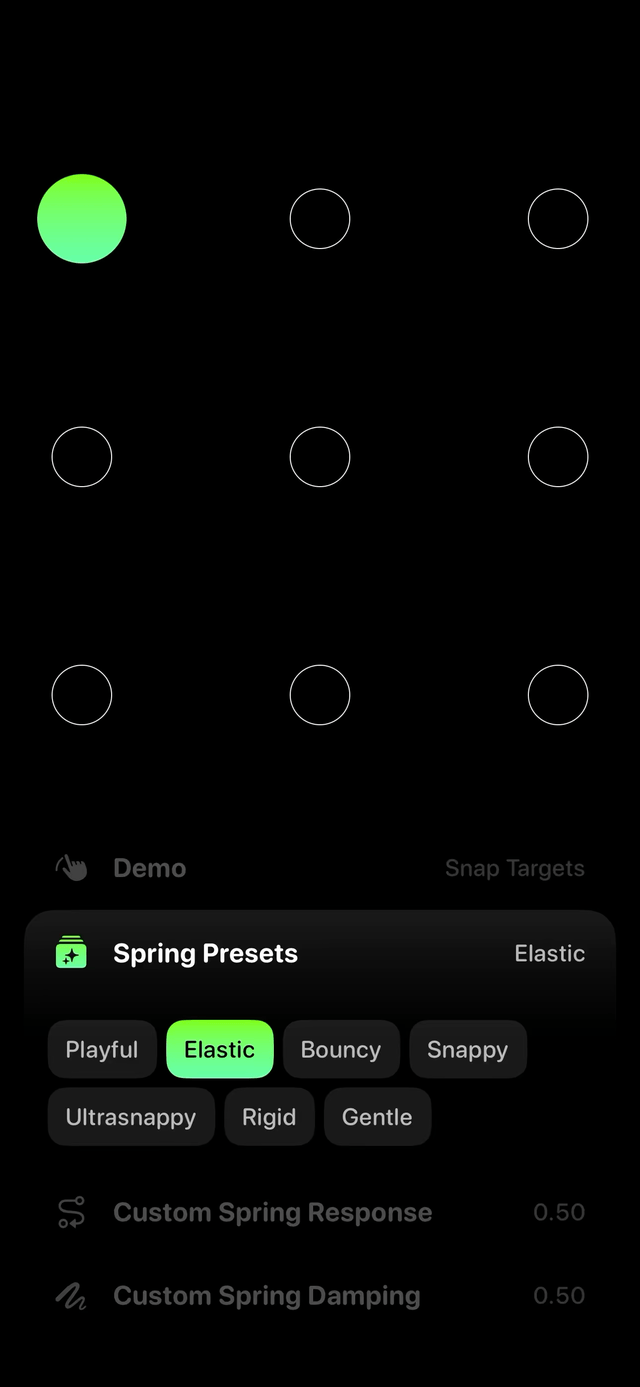 Demo Snap Targets
Spring Presets Elastic
Playful Elastic Bouncy Snappy
Ultrasnappy Rigid Gentle
Custom Spring Response 0.50
Custom Spring Damping 0.50